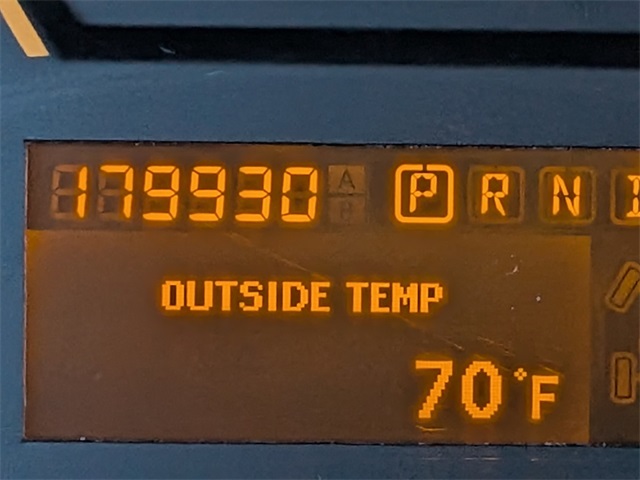 179930 P R N
OUTSIDE TEMP
70°F